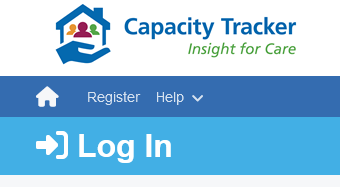 Capacity Tracker
Insight for Care
Register Help
Log In